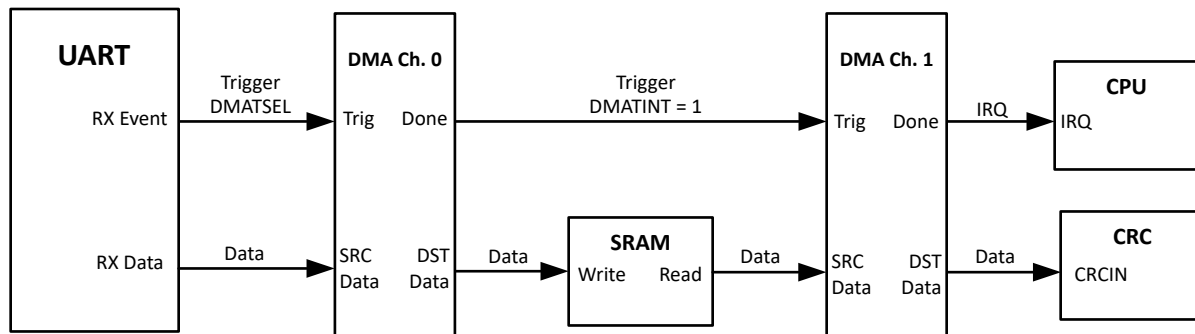 UART
RX Event
RX Data
Trigger
DMATSEL
Data
DMA Ch. 0
Trig Done
SRC DST
Data Data
Trigger
DMATINT = 1
Data
SRAM
Write Read
Data
DMA Ch. 1
Trig Done
SRC DST
Data Data
IRQ
Data
CPU
IRQ
CRC
CRCIN